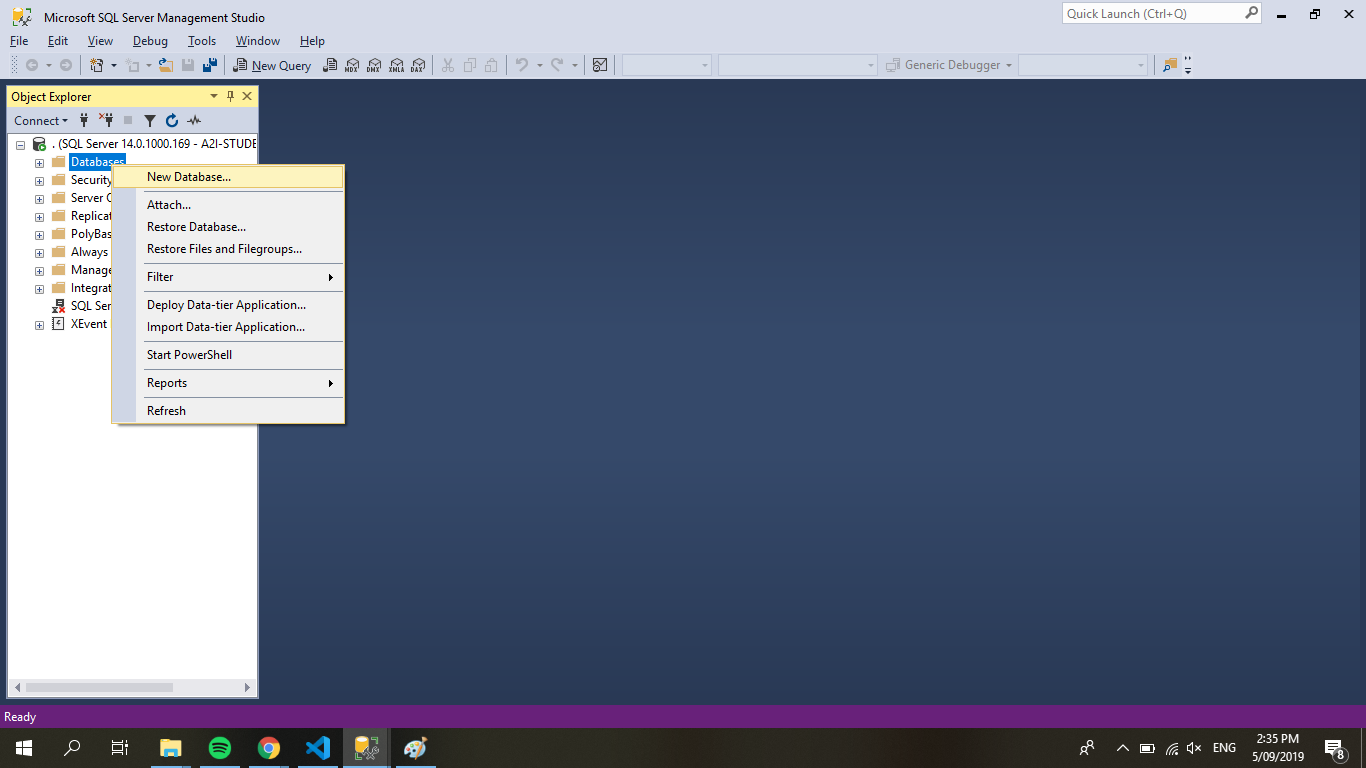 Microsoft SQL Server Management Studio
Quick Launch (Ctrl+Q)
File Edit View Debug Tools Window Help
New Query MDX DMX XMLA DAX Generic Debugger
Object Explorer
Connect
. (SQL Server 14.0.1000.169 - A2I-STUDE
Databases
Security
Server O
Replicat
PolyBas
Always
Manage
Integrat
SQL Ser
XEvent
New Database...
Attach...
Restore Database...
Restore Files and Filegroups...
Filter
Deploy Data-tier Application...
Import Data-tier Application...
Start PowerShell
Reports
Refresh
Ready
ENG
2:35 PM
5/09/2019
8